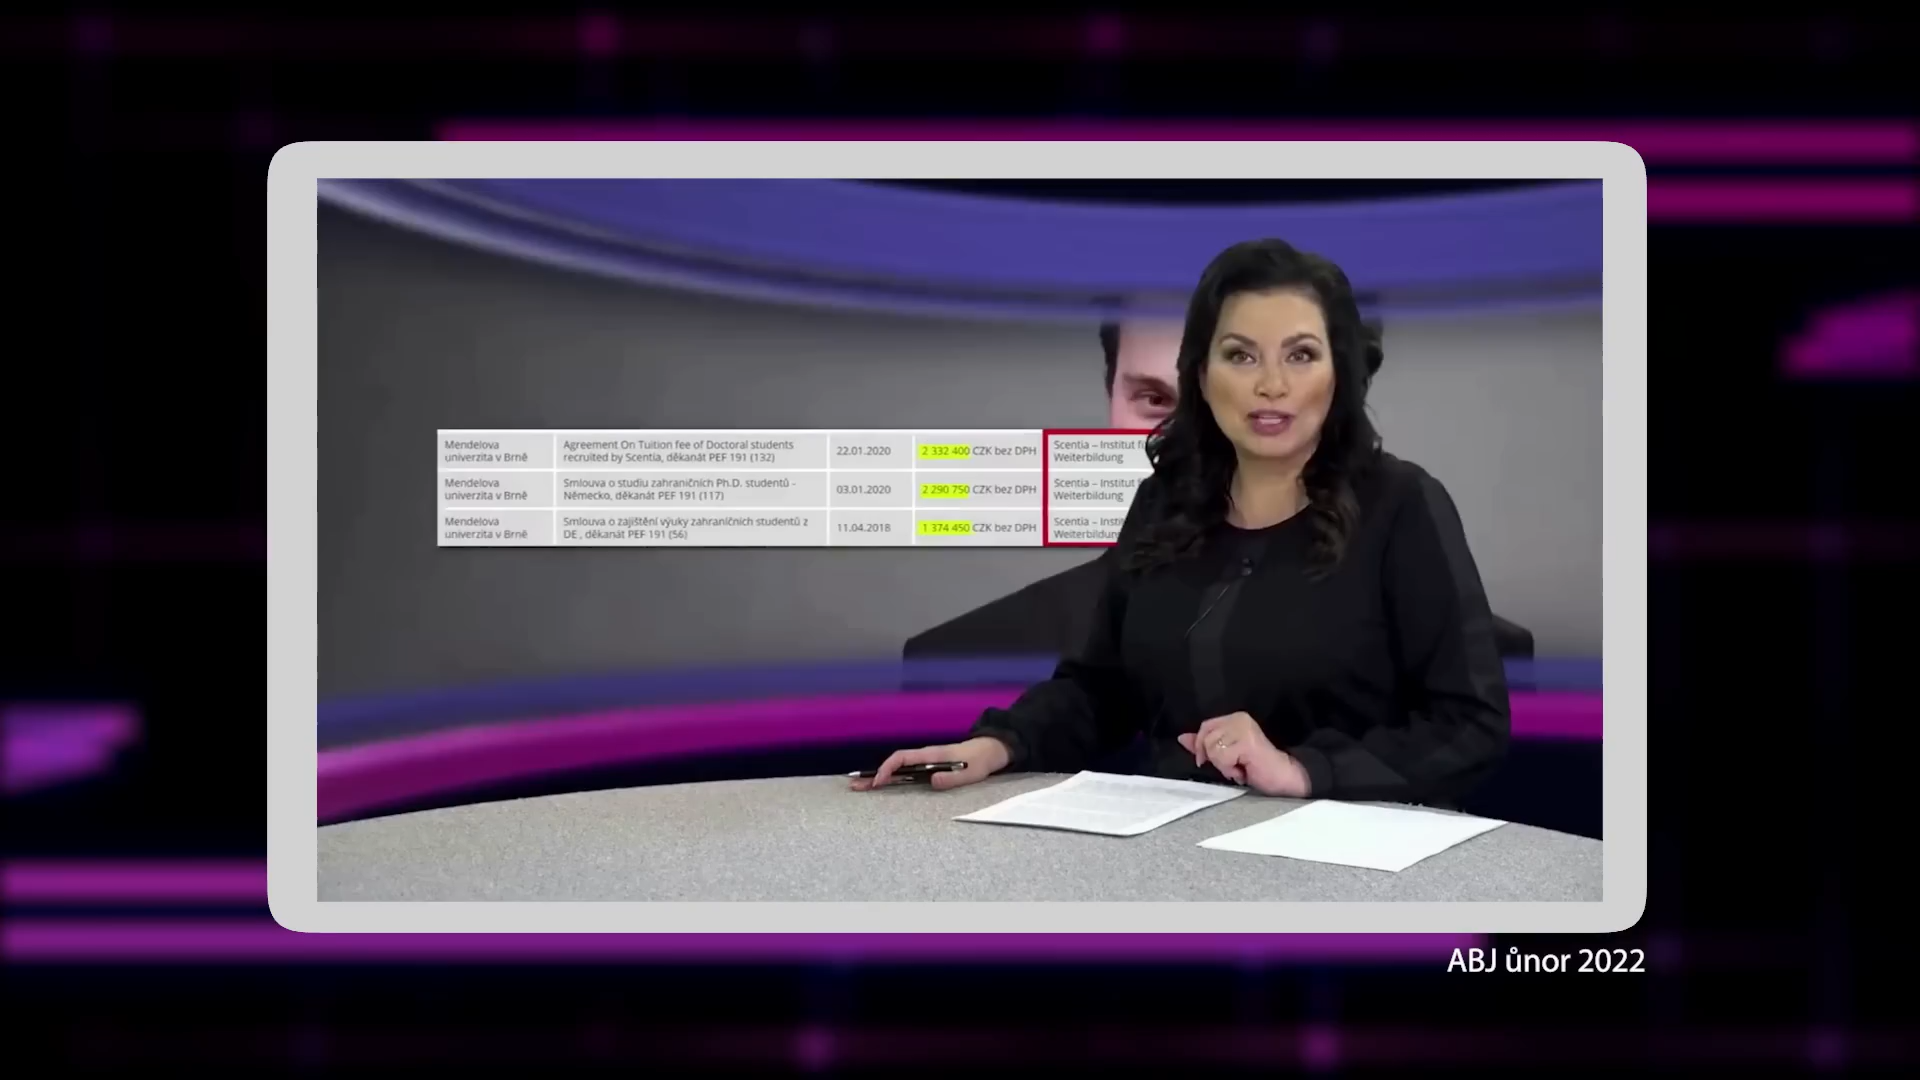 Mendelova
univerzita v Brně
Agreement On Tuition fee of Doctoral students
recruited by Scentia, děkanát PEF 191 (132)
22.01.2020
2 332 400 CZK bez DPH
Scentia – Institut
Weiterbildung
Mendelova
univerzita v Brně
Smlouva o studiu zahraničních Ph.D. studentů -
Německo, děkanát PEF 191 (117)
03.01.2020
2 290 750 CZK bez DPH
Scentia – Institut
Weiterbildung
Mendelova
univerzita v Brně
Smlouva o zajištění výuky zahraničních studentů z
DE , děkanát PEF 191 (56)
11.04.2018
1 374 450 CZK bez DPH
Scentia –
ABJ ůnor 2022